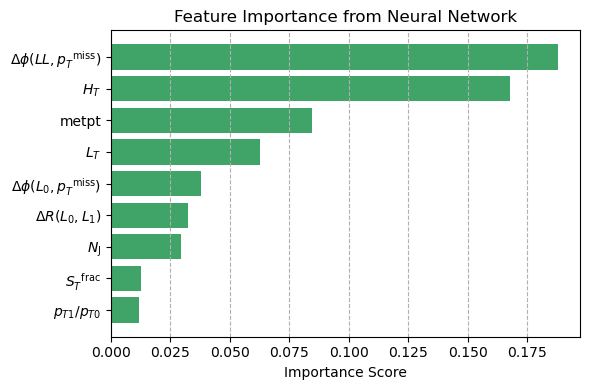 Feature Importance from Neural Network
Δϕ(LL, p_T^miss)
H_T
metpt
L_T
Δϕ(L_0, p_T^miss)
ΔR(L_0, L_1)
N_J
S_T^frac
p_T1/p_T0
0.000 0.025 0.050 0.075 0.100 0.125 0.150 0.175
Importance Score